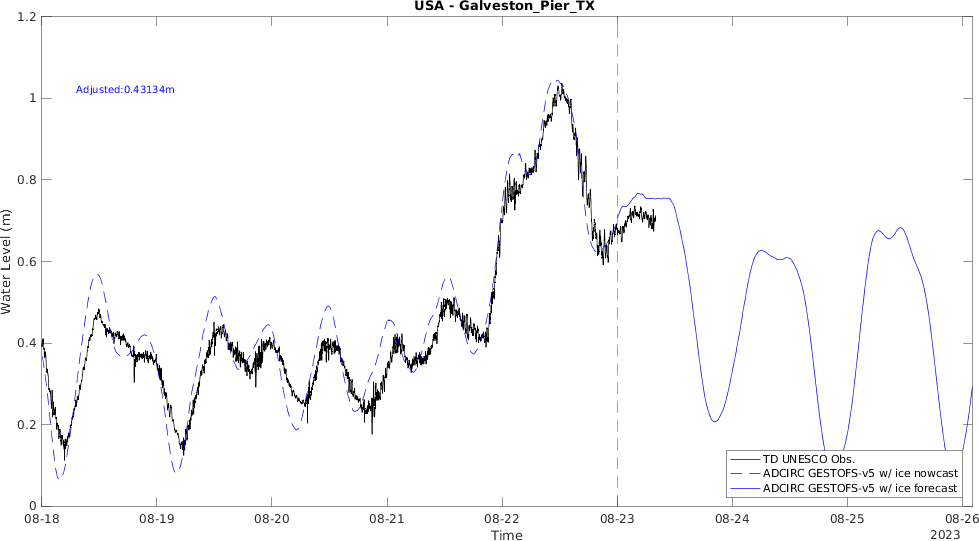 USA - Galveston_Pier_TX
1.2
Adjusted:0.43134m
1
0.8
0.6
0.4
0.2
0
Water Level (m)
TD UNESCO Obs.
ADCIRC GESTOFS-v5 w/ ice nowcast
ADCIRC GESTOFS-v5 w/ ice forecast
08-18 08-19 08-20 08-21 08-22 08-23 08-24 08-25 08-26
Time
2023